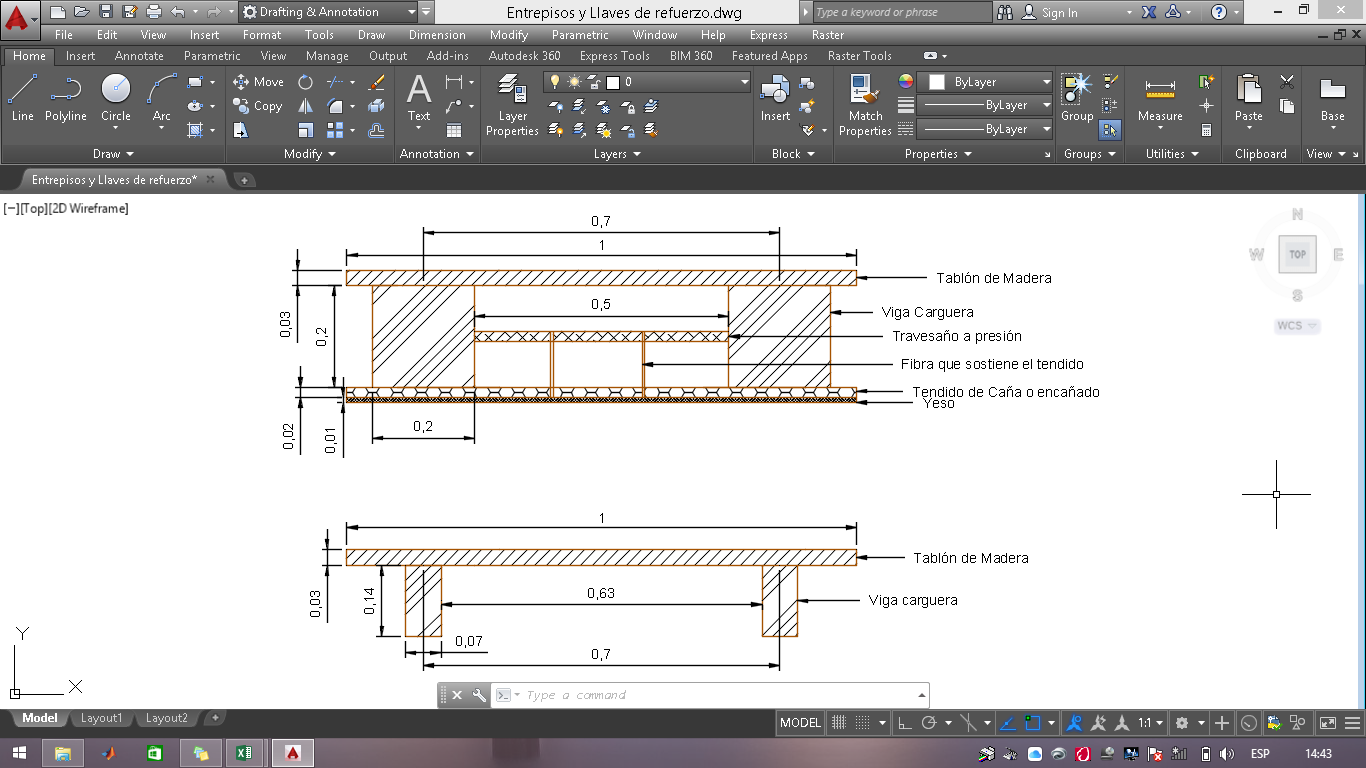 Drafting & Annotation
Entrepisos y Llaves de refuerzo.dwg
Type a keyword or phrase
Sign In
File Edit View Insert Format Tools Draw Dimension Modify Parametric Window Help Express Raster
Home Insert Annotate Parametric View Manage Output Add-ins Autodesk 360 Express Tools BIM 360 Featured Apps Raster Tools
Line Polyline Circle Arc
Move
Copy
Text
Layer Properties
0
Insert
Match Properties
ByLayer
ByLayer
ByLayer
Group
Measure
Paste
Base
Draw Modify Annotation Layers Block Properties Groups Utilities Clipboard View
Entrepisos y Llaves de refuerzo*
[−][Top][2D Wireframe]
N
W TOP E
S
WCS
0,7
1
Tablón de Madera
0,03
0,2
0,5
Viga Carguera
Travesaño a presión
Fibra que sostiene el tendido
Tendido de Caña o encañado
Yeso
0,02
0,01
0,2
1
Tablón de Madera
0,03
0,14
0,63
Viga carguera
0,07
0,7
Y
X
Type a command
Model Layout1 Layout2
MODEL
1:1
ESP
14:43